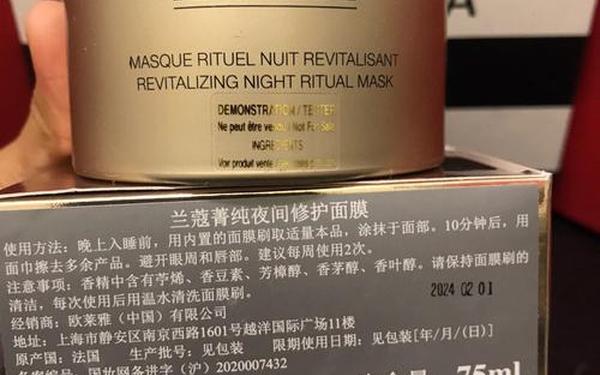 MASQUE RITUEL NUIT REVITALISANT
REVITALIZING NIGHT RITUAL MASK
DEMONSTRATION / TESTER
Ne peut être vendu / Not For Sale
INGREDIENTS
Voir produit vente /
兰蔻菁纯夜间修护面膜
使用方法：晚上入睡前，用内置的面膜刷取适量本品，涂抹于面部。10分钟后，用
面巾擦去多余产品。避开眼周和唇部。建议每周使用2次。
注意事项：香精中含有苧烯、香豆素、芳樟醇、香茅醇、香叶醇。请保持面膜刷的
清洁，每次使用后用温水清洗面膜刷。
2024 02 01
经销商：欧莱雅（中国）有限公司
地址：上海市静安区南京西路1601号越洋国际广场11楼
原产国：法国 生产批号：见包装 限期使用日期：见包装[年/月/(日)]
国妆网备进字（沪）2020007432
75ml